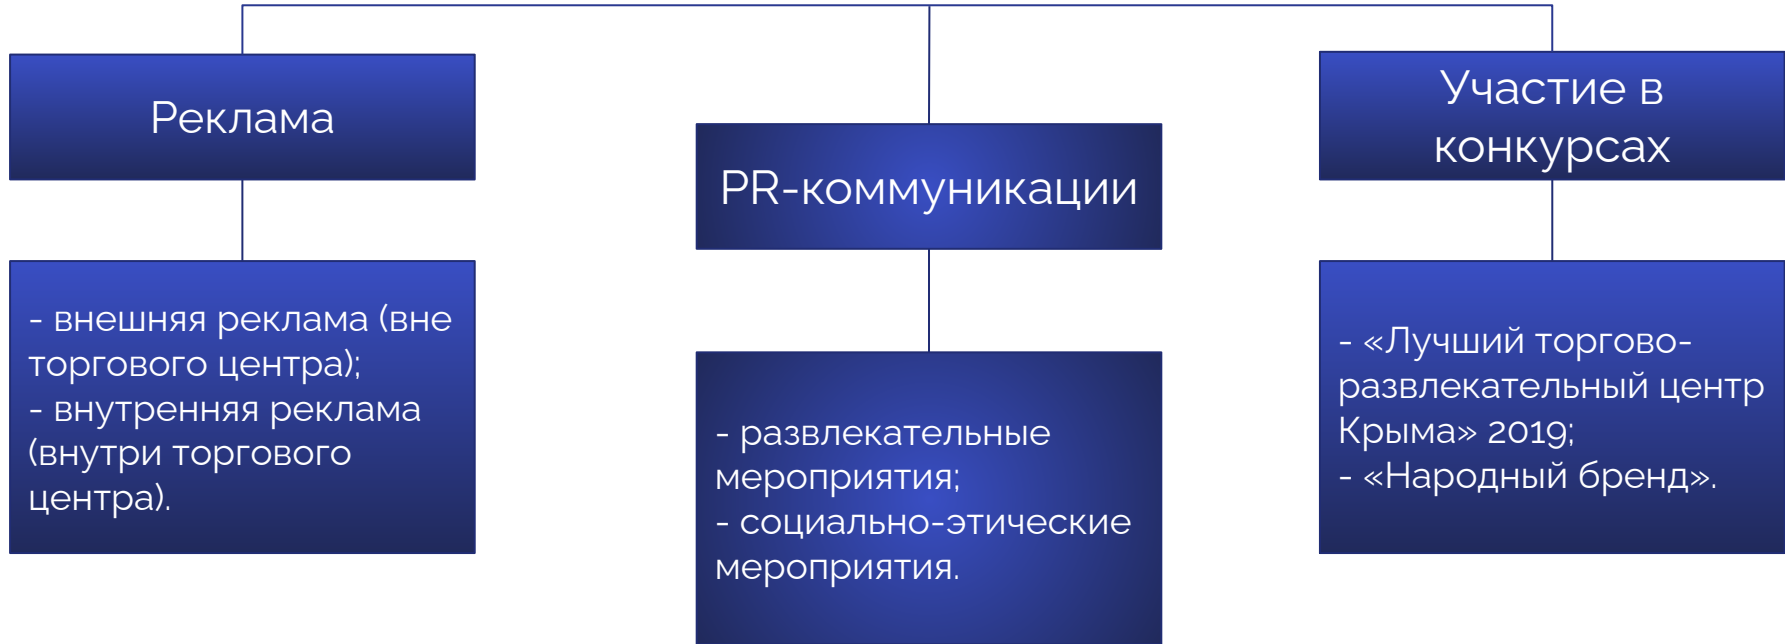 Реклама
- внешняя реклама (вне
торгового центра);
- внутренняя реклама
(внутри торгового
центра).
PR-коммуникации
- развлекательные
мероприятия;
- социально-этические
мероприятия.
Участие в
конкурсах
- «Лучший торгово-
развлекательный центр
Крыма» 2019;
- «Народный бренд».